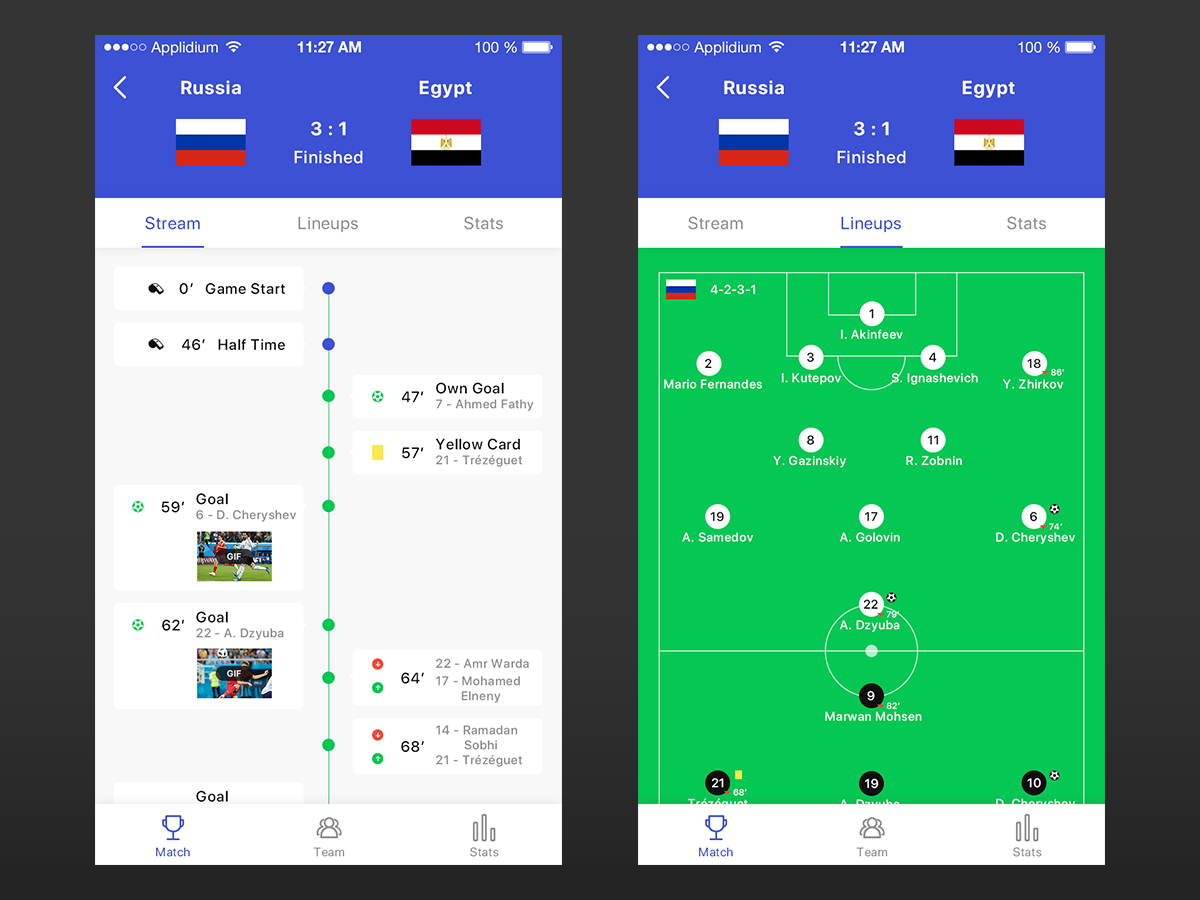 Applidium 11:27 AM 100 %
Russia Egypt
3 : 1
Finished
Stream Lineups Stats
0’ Game Start
46’ Half Time
47’ Own Goal
7 - Ahmed Fathy
57’ Yellow Card
21 - Trézéguet
59’ Goal
6 - D. Cheryshev
GIF
62’ Goal
22 - A. Dzyuba
GIF
64’ 22 - Amr Warda
17 - Mohamed
Elneny
68’ 14 - Ramadan
Sobhi
21 - Trézéguet
Goal
Match Team Stats
Applidium 11:27 AM 100 %
Russia Egypt
3 : 1
Finished
Stream Lineups Stats
4-2-3-1
1
I. Akinfeev
2 3 4 18 86’
Mario Fernandes I. Kutepov S. Ignashevich Y. Zhirkov
8 11
Y. Gazinskiy R. Zobnin
19 17 6 74’
A. Samedov A. Golovin D. Cheryshev
22 79’
A. Dzyuba
9 82’
Marwan Mohsen
21 68’ 19 10
Trézéguet A. Dzyuba D. Cheryshev
Match Team Stats